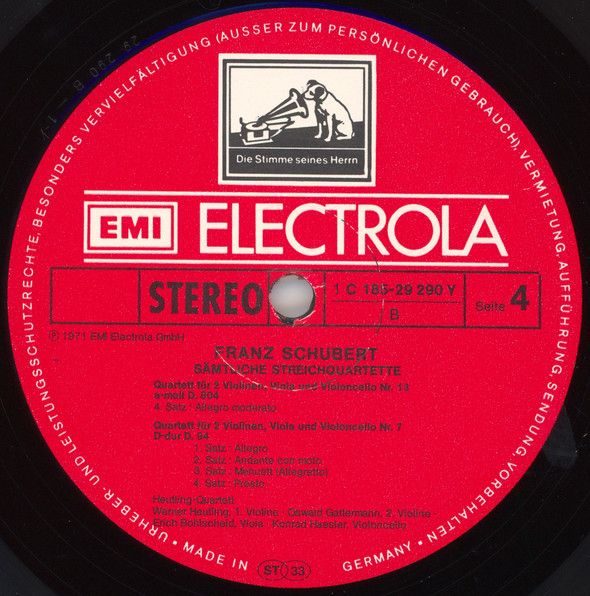 URHEBER- UND LEISTUNGSSCHUTZRECHTE, BESONDERS VERVIELFÄLTIGUNG (AUSSER ZUM PERSÖNLICHEN GEBRAUCH), VERMIETUNG, AUFFÜHRUNG, SENDUNG, VORBEHALTEN •
Die Stimme seines Herrn
EMI ELECTROLA
STEREO
1 C 185-29 290 Y
B
Seite 4
℗ 1971 EMI Electrola GmbH
FRANZ SCHUBERT
SÄMTLICHE STREICHQUARTETTE
Quartett für 2 Violinen, Viola und Violoncello Nr. 13
a-moll D. 804
4. Satz: Allegro moderato
Quartett für 2 Violinen, Viola und Violoncello Nr. 7
D-dur D. 94
1. Satz: Allegro
2. Satz: Andante con moto
3. Satz: Menuett (Allegretto)
4. Satz: Presto
Heutling-Quartett:
Werner Heutling, 1. Violine · Oswald Gattermann, 2. Violine ·
Erich Bohlscheid, Viola · Konrad Haesler, Violoncello
• MADE IN GERMANY •
ST 33